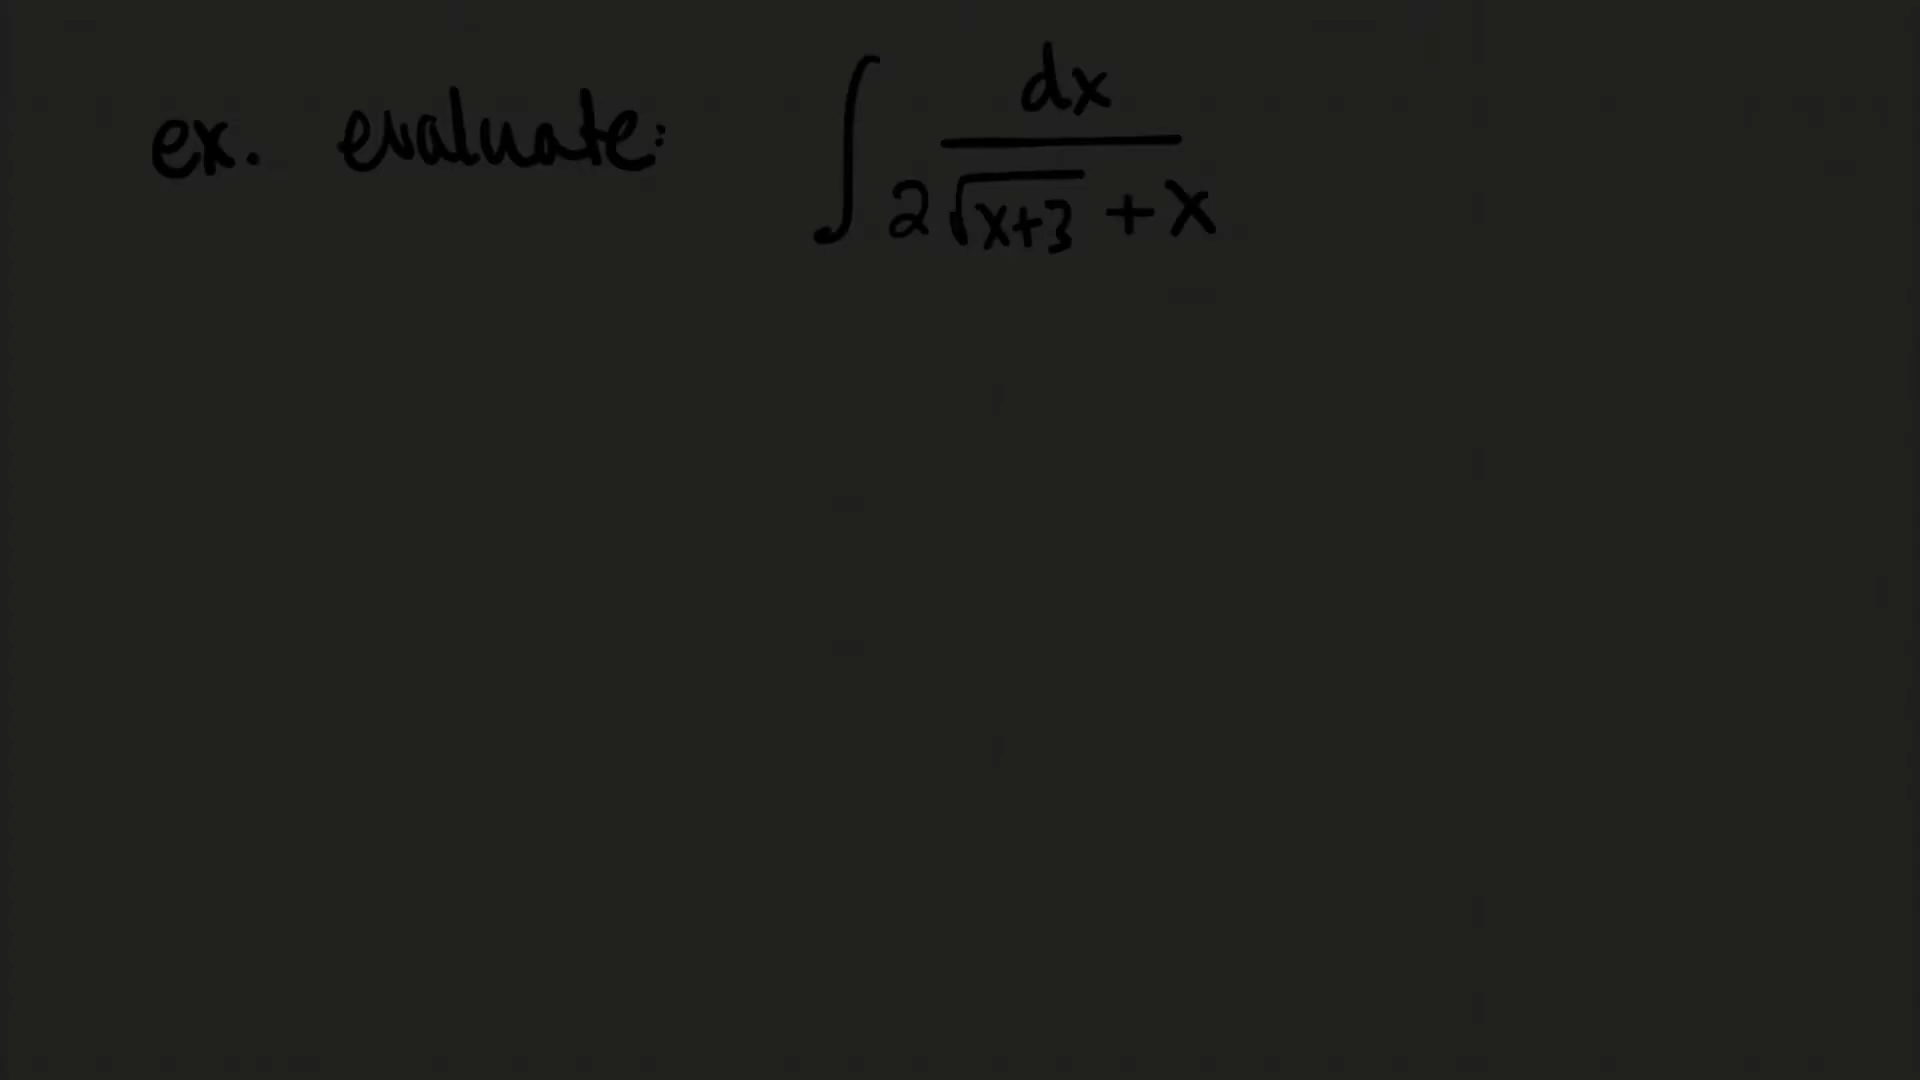 ex. evaluate: ∫ dx / (2√(x+3) + x)